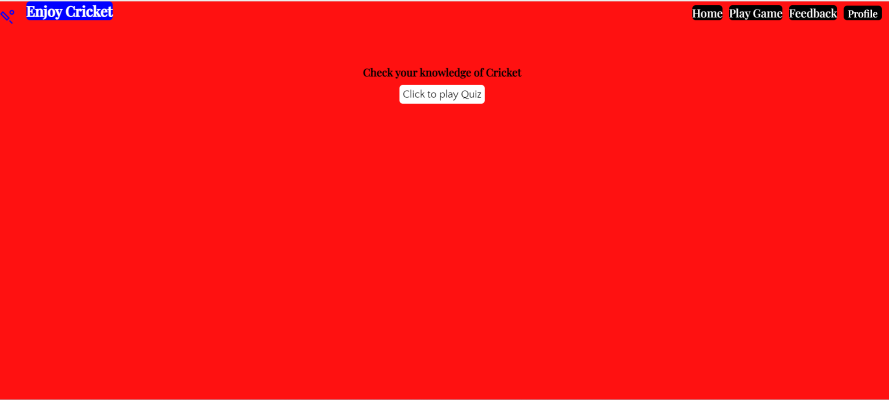 Enjoy Cricket
Home Play Game Feedback Profile
Check your knowledge of Cricket
Click to play Quiz